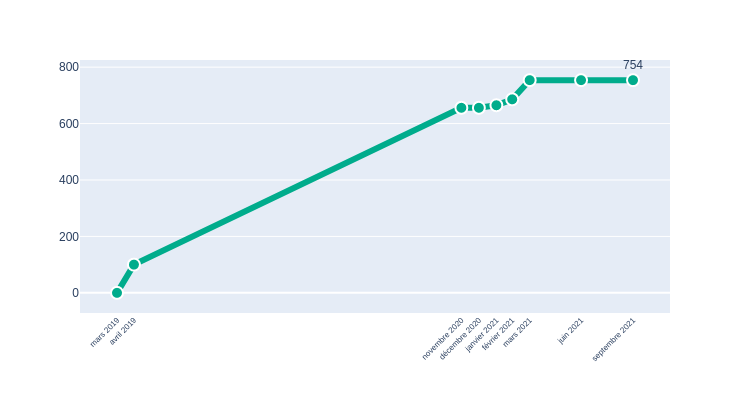 754
800
600
400
200
0
mars 2019
avril 2019
novembre 2020
décembre 2020
janvier 2021
février 2021
mars 2021
juin 2021
septembre 2021